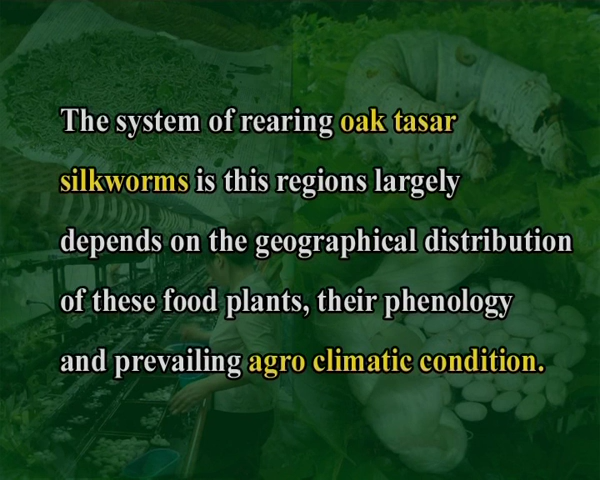 The system of rearing oak tasar
silkworms is this regions largely
depends on the geographical distribution
of these food plants, their phenology
and prevailing agro climatic condition.